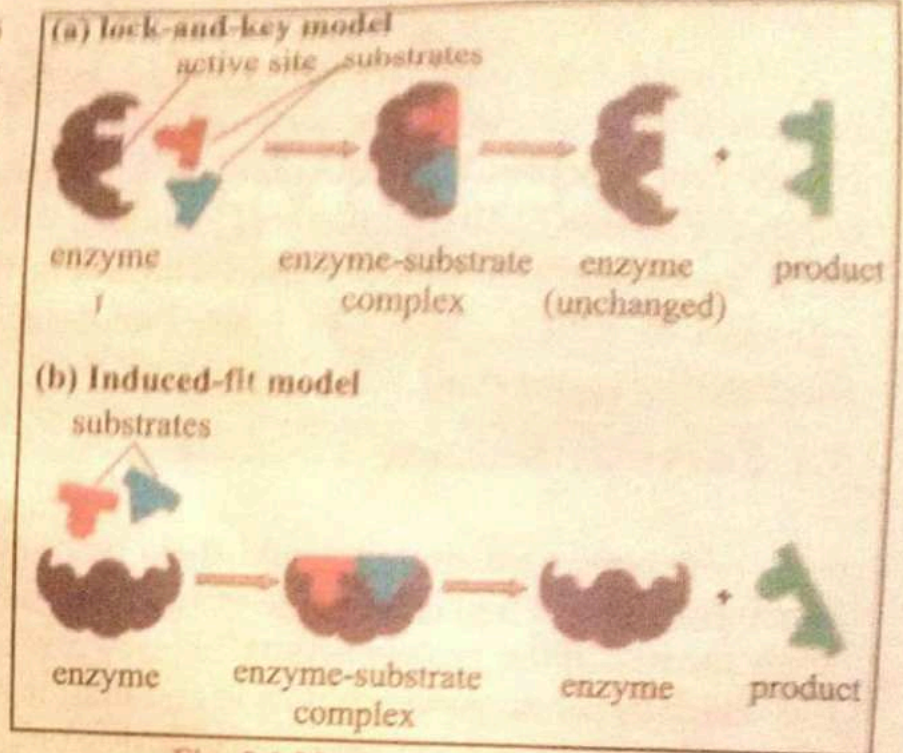 (a) lock-and-key model
active site substrates
enzyme enzyme-substrate complex enzyme (unchanged) + product
(b) Induced-fit model
substrates
enzyme enzyme-substrate complex enzyme + product